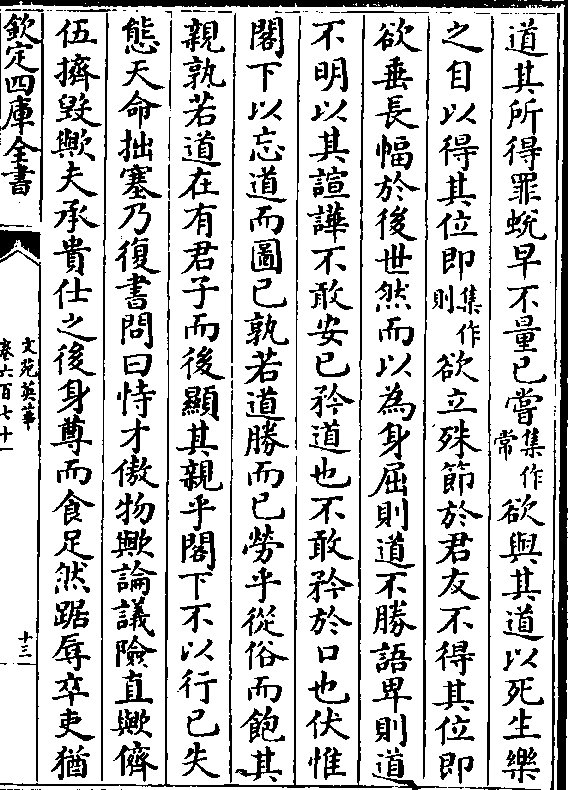 道其所得罪蛻早不量已嘗集作常欲與其道以死生樂
之目以得其位即集作則欲立殊節於君友不得其位即
欲垂長幅於後世然而以為身屈則道不勝語卑則道
不明以其諠譁不敢安已矜道也不敢矜於口也伏惟
閣下以忘道而圖已孰若道勝而已勞乎從俗而飽其
親孰若道在有君子而後顯其親乎閣下不以行已失
態天命拙塞乃復書問曰恃才傲物歟論議險直歟儕
伍擠毀歟夫承貴仕之後身尊而食足然踞辱卒吏猶
欽定四庫全書
文苑英華
卷六百七十一
十三